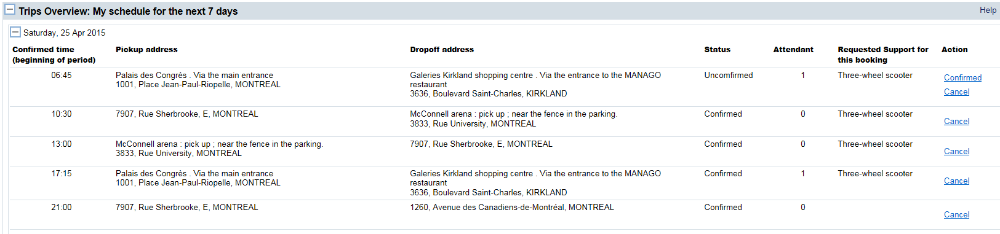 Trips Overview: My schedule for the next 7 days Help
Saturday, 25 Apr 2015
Confirmed time Pickup address Dropoff address Status Attendant Requested Support for Action
(beginning of period) this booking
06:45 Palais des Congrès . Via the main entrance Galeries Kirkland shopping centre . Via the entrance to the MANAGO Uncomfirmed 1 Three-wheel scooter Confirmed
1001, Place Jean-Paul-Riopelle, MONTREAL restaurant
3636, Boulevard Saint-Charles, KIRKLAND Cancel
10:30 7907, Rue Sherbrooke, E, MONTREAL McConnell arena : pick up ; near the fence in the parking. Confirmed 0 Three-wheel scooter
3833, Rue University, MONTREAL Cancel
13:00 McConnell arena : pick up ; near the fence in the parking. 7907, Rue Sherbrooke, E, MONTREAL Confirmed 0 Three-wheel scooter
3833, Rue University, MONTREAL Cancel
17:15 Palais des Congrès . Via the main entrance Galeries Kirkland shopping centre . Via the entrance to the MANAGO Confirmed 1 Three-wheel scooter
1001, Place Jean-Paul-Riopelle, MONTREAL restaurant Cancel
3636, Boulevard Saint-Charles, KIRKLAND
21:00 7907, Rue Sherbrooke, E, MONTREAL 1260, Avenue des Canadiens-de-Montréal, MONTREAL Confirmed 0
Cancel